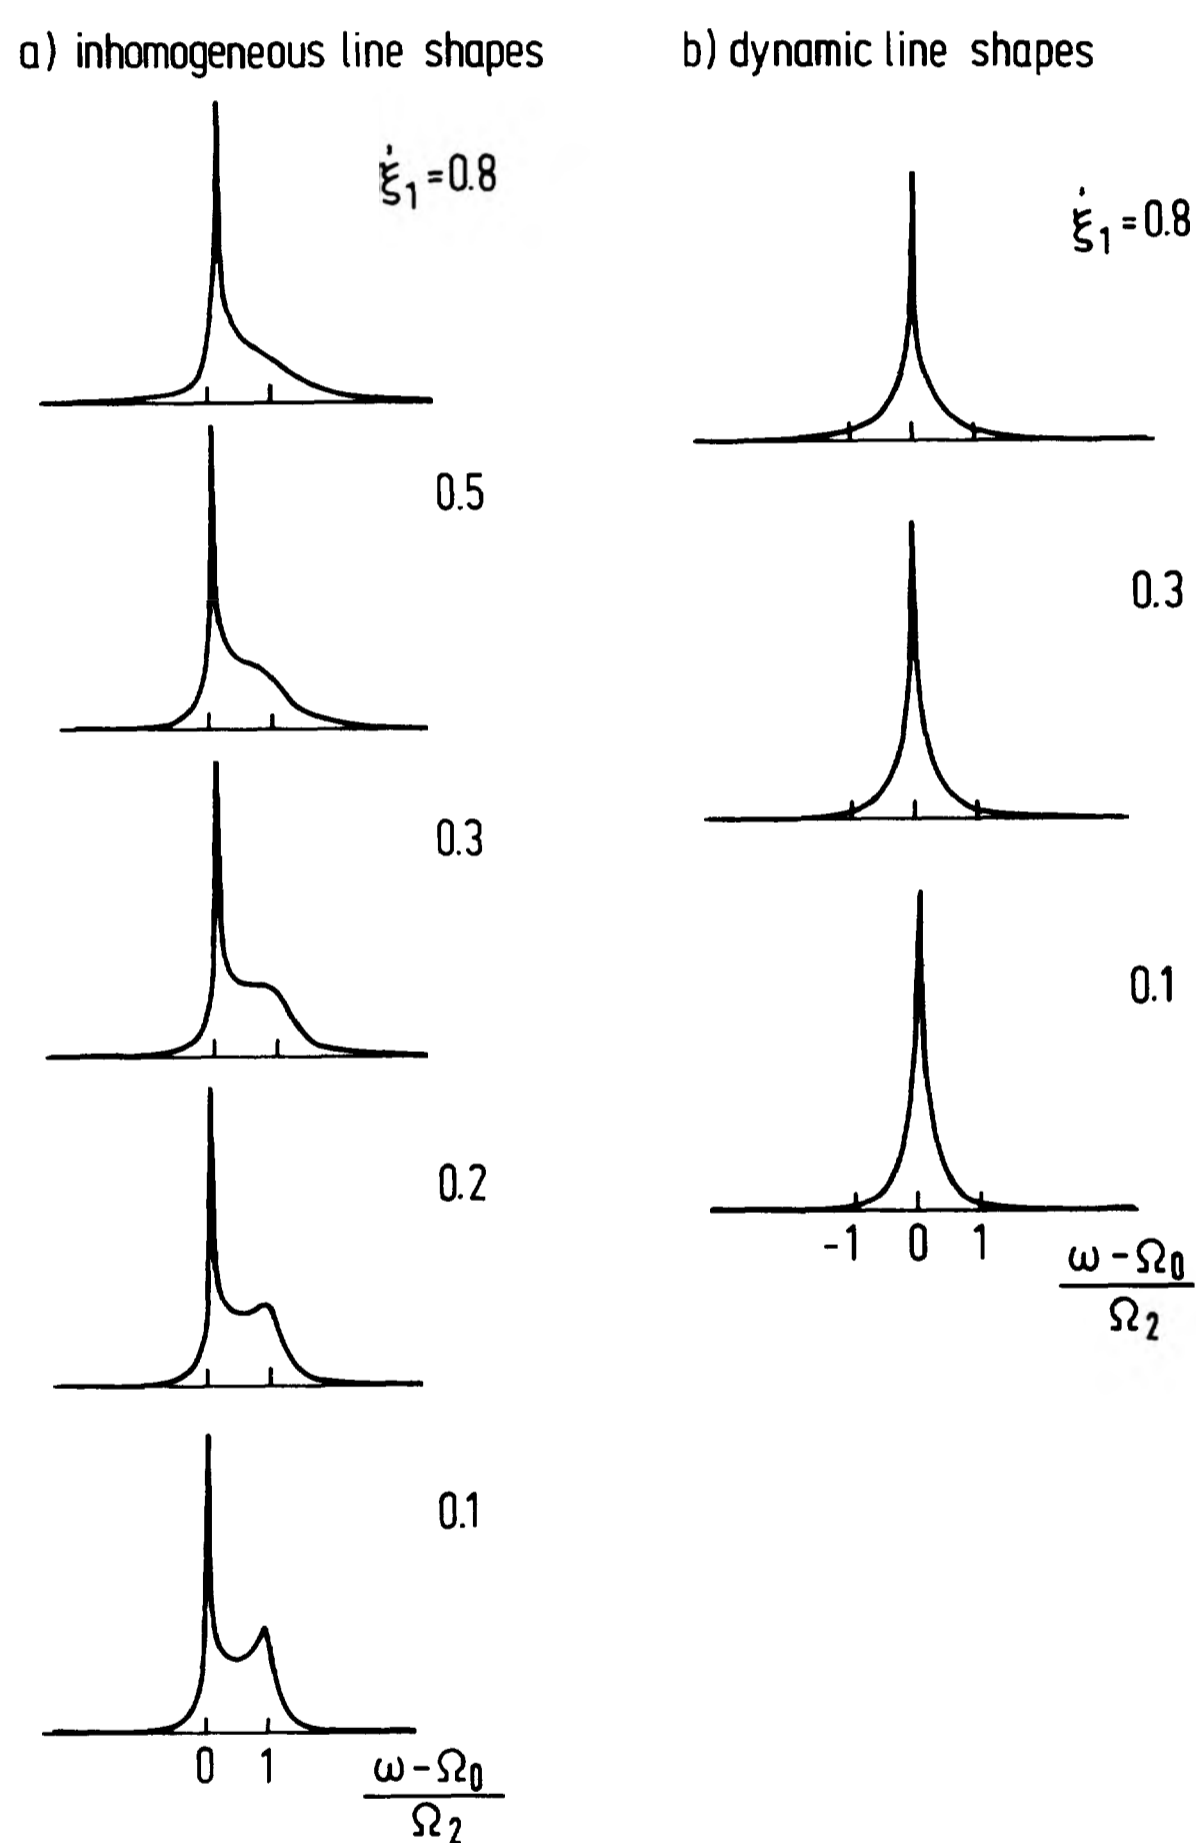 a) inhomogeneous line shapes
ξ̇₁=0.8
0.5
0.3
0.2
0.1
0 1
ω-Ω₀
Ω₂
b) dynamic line shapes
ξ̇₁=0.8
0.3
0.1
-1 0 1
ω-Ω₀
Ω₂